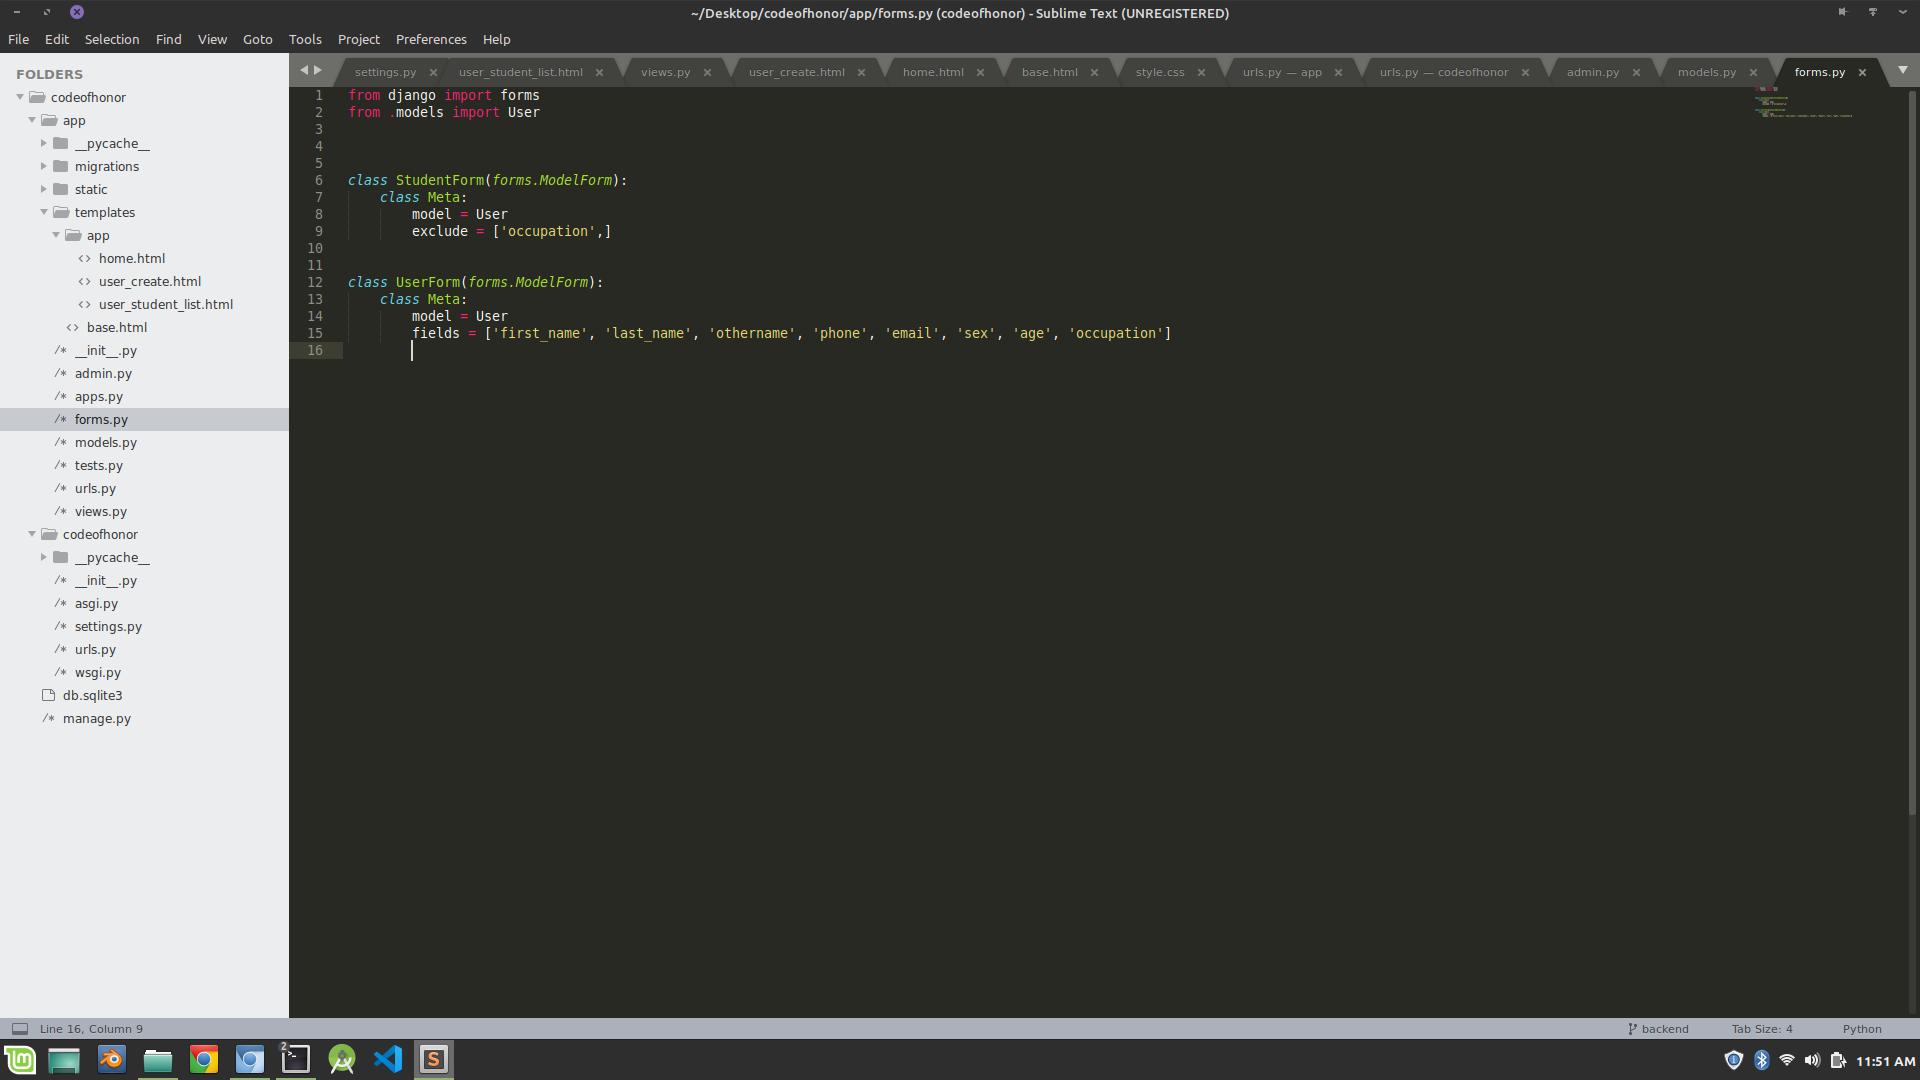 ~/Desktop/codeofhonor/app/forms.py (codeofhonor) - Sublime Text (UNREGISTERED)
File Edit Selection Find View Goto Tools Project Preferences Help
settings.py user_student_list.html views.py user_create.html home.html base.html style.css urls.py — app urls.py — codeofhonor admin.py models.py forms.py
FOLDERS
codeofhonor
app
__pycache__
migrations
static
templates
app
home.html
user_create.html
user_student_list.html
base.html
__init__.py
admin.py
apps.py
forms.py
models.py
tests.py
urls.py
views.py
codeofhonor
__pycache__
__init__.py
asgi.py
settings.py
urls.py
wsgi.py
db.sqlite3
manage.py
1 from django import forms
2 from .models import User
3
4
5
6 class StudentForm(forms.ModelForm):
7 class Meta:
8 model = User
9 exclude = ['occupation',]
10
11
12 class UserForm(forms.ModelForm):
13 class Meta:
14 model = User
15 fields = ['first_name', 'last_name', 'othername', 'phone', 'email', 'sex', 'age', 'occupation']
16
Line 16, Column 9 backend Tab Size: 4 Python
2
11:51 AM